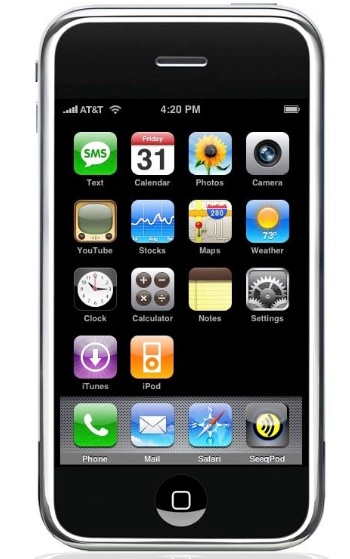 AT&T 4:20 PM
SMS Friday 31
Text Calendar Photos Camera
280
YouTube Stocks Maps Weather
73°
Clock Calculator Notes Settings
iTunes iPod
Phone Mail Safari SeeqPod